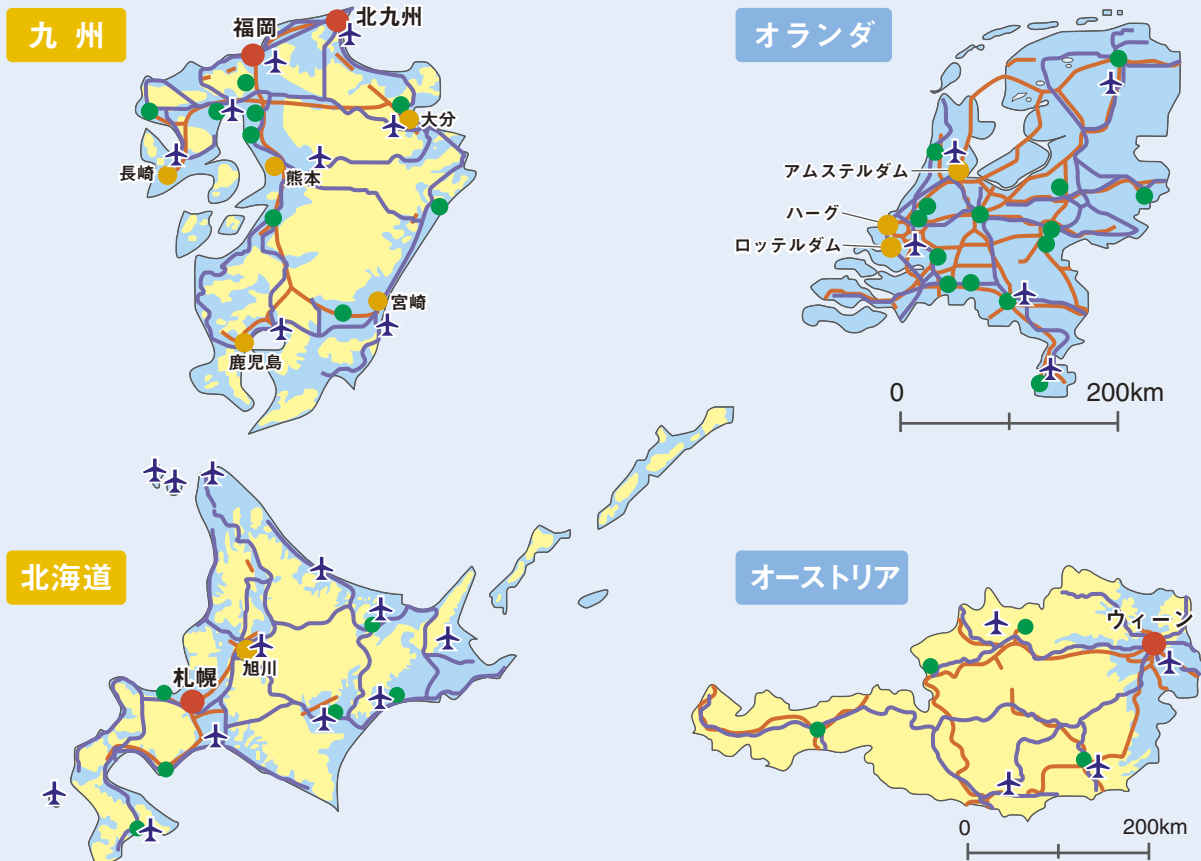 九州
福岡
北九州
大分
長崎
熊本
宮崎
鹿児島
オランダ
アムステルダム
ハーグ
ロッテルダム
0 200km
北海道
旭川
札幌
オーストリア
ウィーン
0 200km